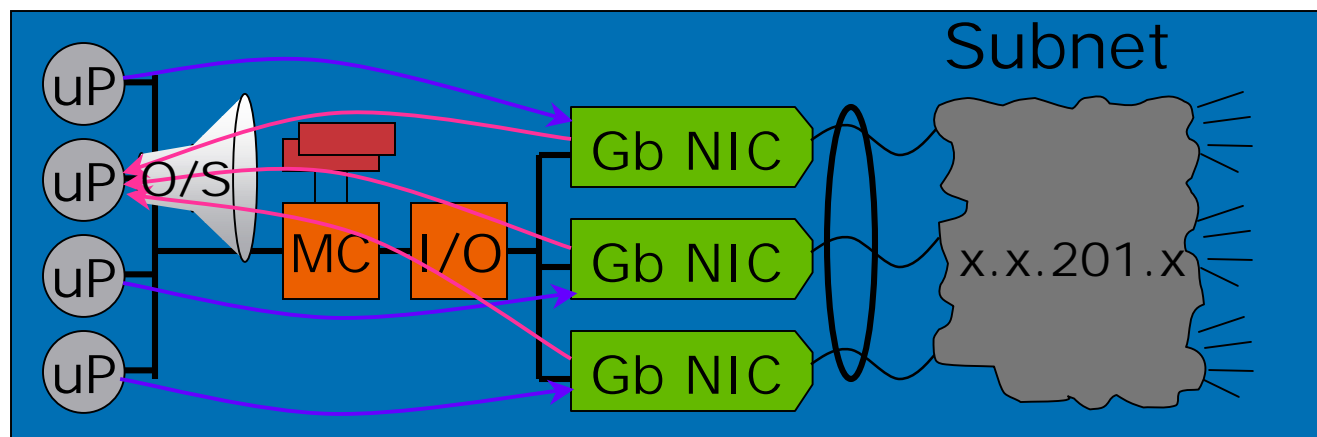 Subnet
uP
uP
uP
uP
O/S
MC
I/O
Gb NIC
Gb NIC
Gb NIC
x.x.201.x